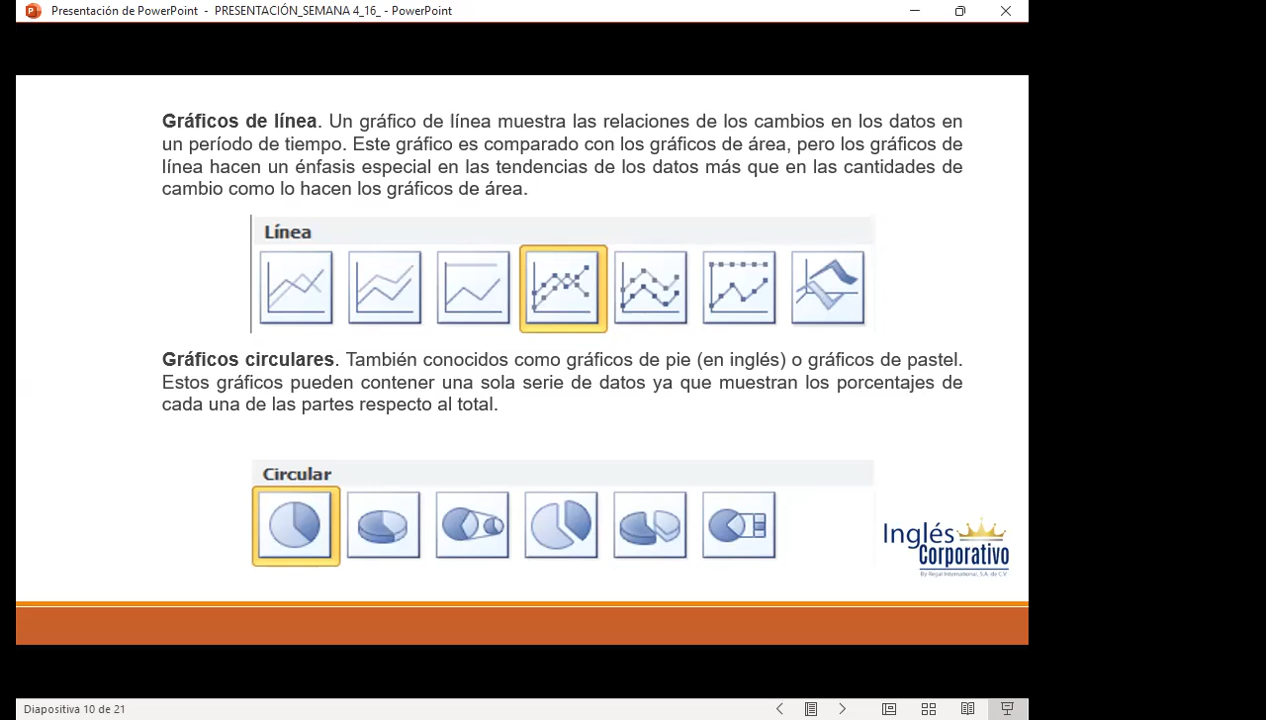 Presentación de PowerPoint - PRESENTACIÓN_SEMANA 4_16_ - PowerPoint
Gráficos de línea. Un gráfico de línea muestra las relaciones de los cambios en los datos en
un período de tiempo. Este gráfico es comparado con los gráficos de área, pero los gráficos de
línea hacen un énfasis especial en las tendencias de los datos más que en las cantidades de
cambio como lo hacen los gráficos de área.
Línea
Gráficos circulares. También conocidos como gráficos de pie (en inglés) o gráficos de pastel.
Estos gráficos pueden contener una sola serie de datos ya que muestran los porcentajes de
cada una de las partes respecto al total.
Circular
Inglés
Corporativo
By Regal International, S.A. de C.V.
Diapositiva 10 de 21